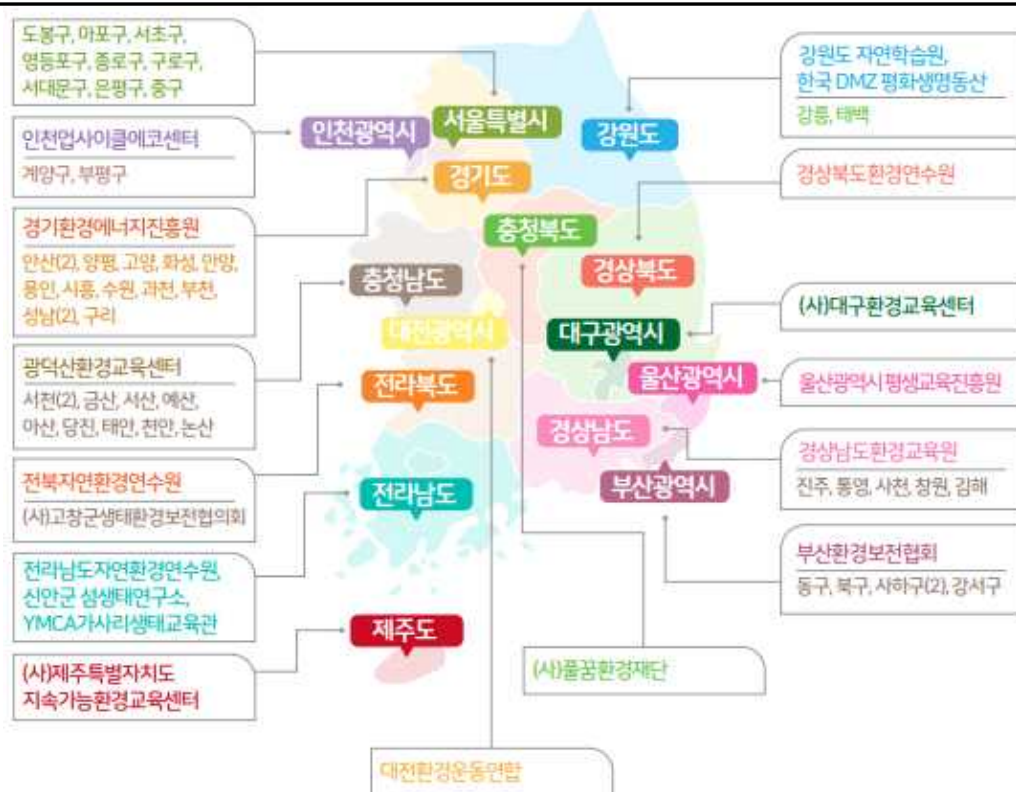 도봉구, 마포구, 서초구,
영등포구, 종로구, 구로구,
서대문구, 은평구, 중구
인천업사이클에코센터
계양구, 부평구
경기환경에너지진흥원
안산(2), 양평, 고양, 화성, 안양,
용인, 시흥, 수원, 과천, 부천,
성남(2), 구리
광덕산환경교육센터
서천(2), 금산, 서산, 예산,
아산, 당진, 태안, 천안, 논산
전북자연환경연수원
(사)고창군생태환경보전협의회
전라남도자연환경연수원,
신안군 섬생태연구소,
YMCA가사리생태교육관
(사)제주특별자치도
지속가능환경교육센터
인천광역시
서울특별시
강원도
경기도
충청북도
충청남도
경상북도
대전광역시
대구광역시
전라북도
울산광역시
경상남도
전라남도
부산광역시
제주도
강원도 자연학습원,
한국 DMZ 평화생명동산
강릉, 태백
경상북도환경연수원
(사)대구환경교육센터
울산광역시 평생교육진흥원
경상남도환경교육원
진주, 통영, 사천, 창원, 김해
부산환경보전협회
동구, 북구, 사하구(2), 강서구
(사)풀꿈환경재단
대전환경운동연합